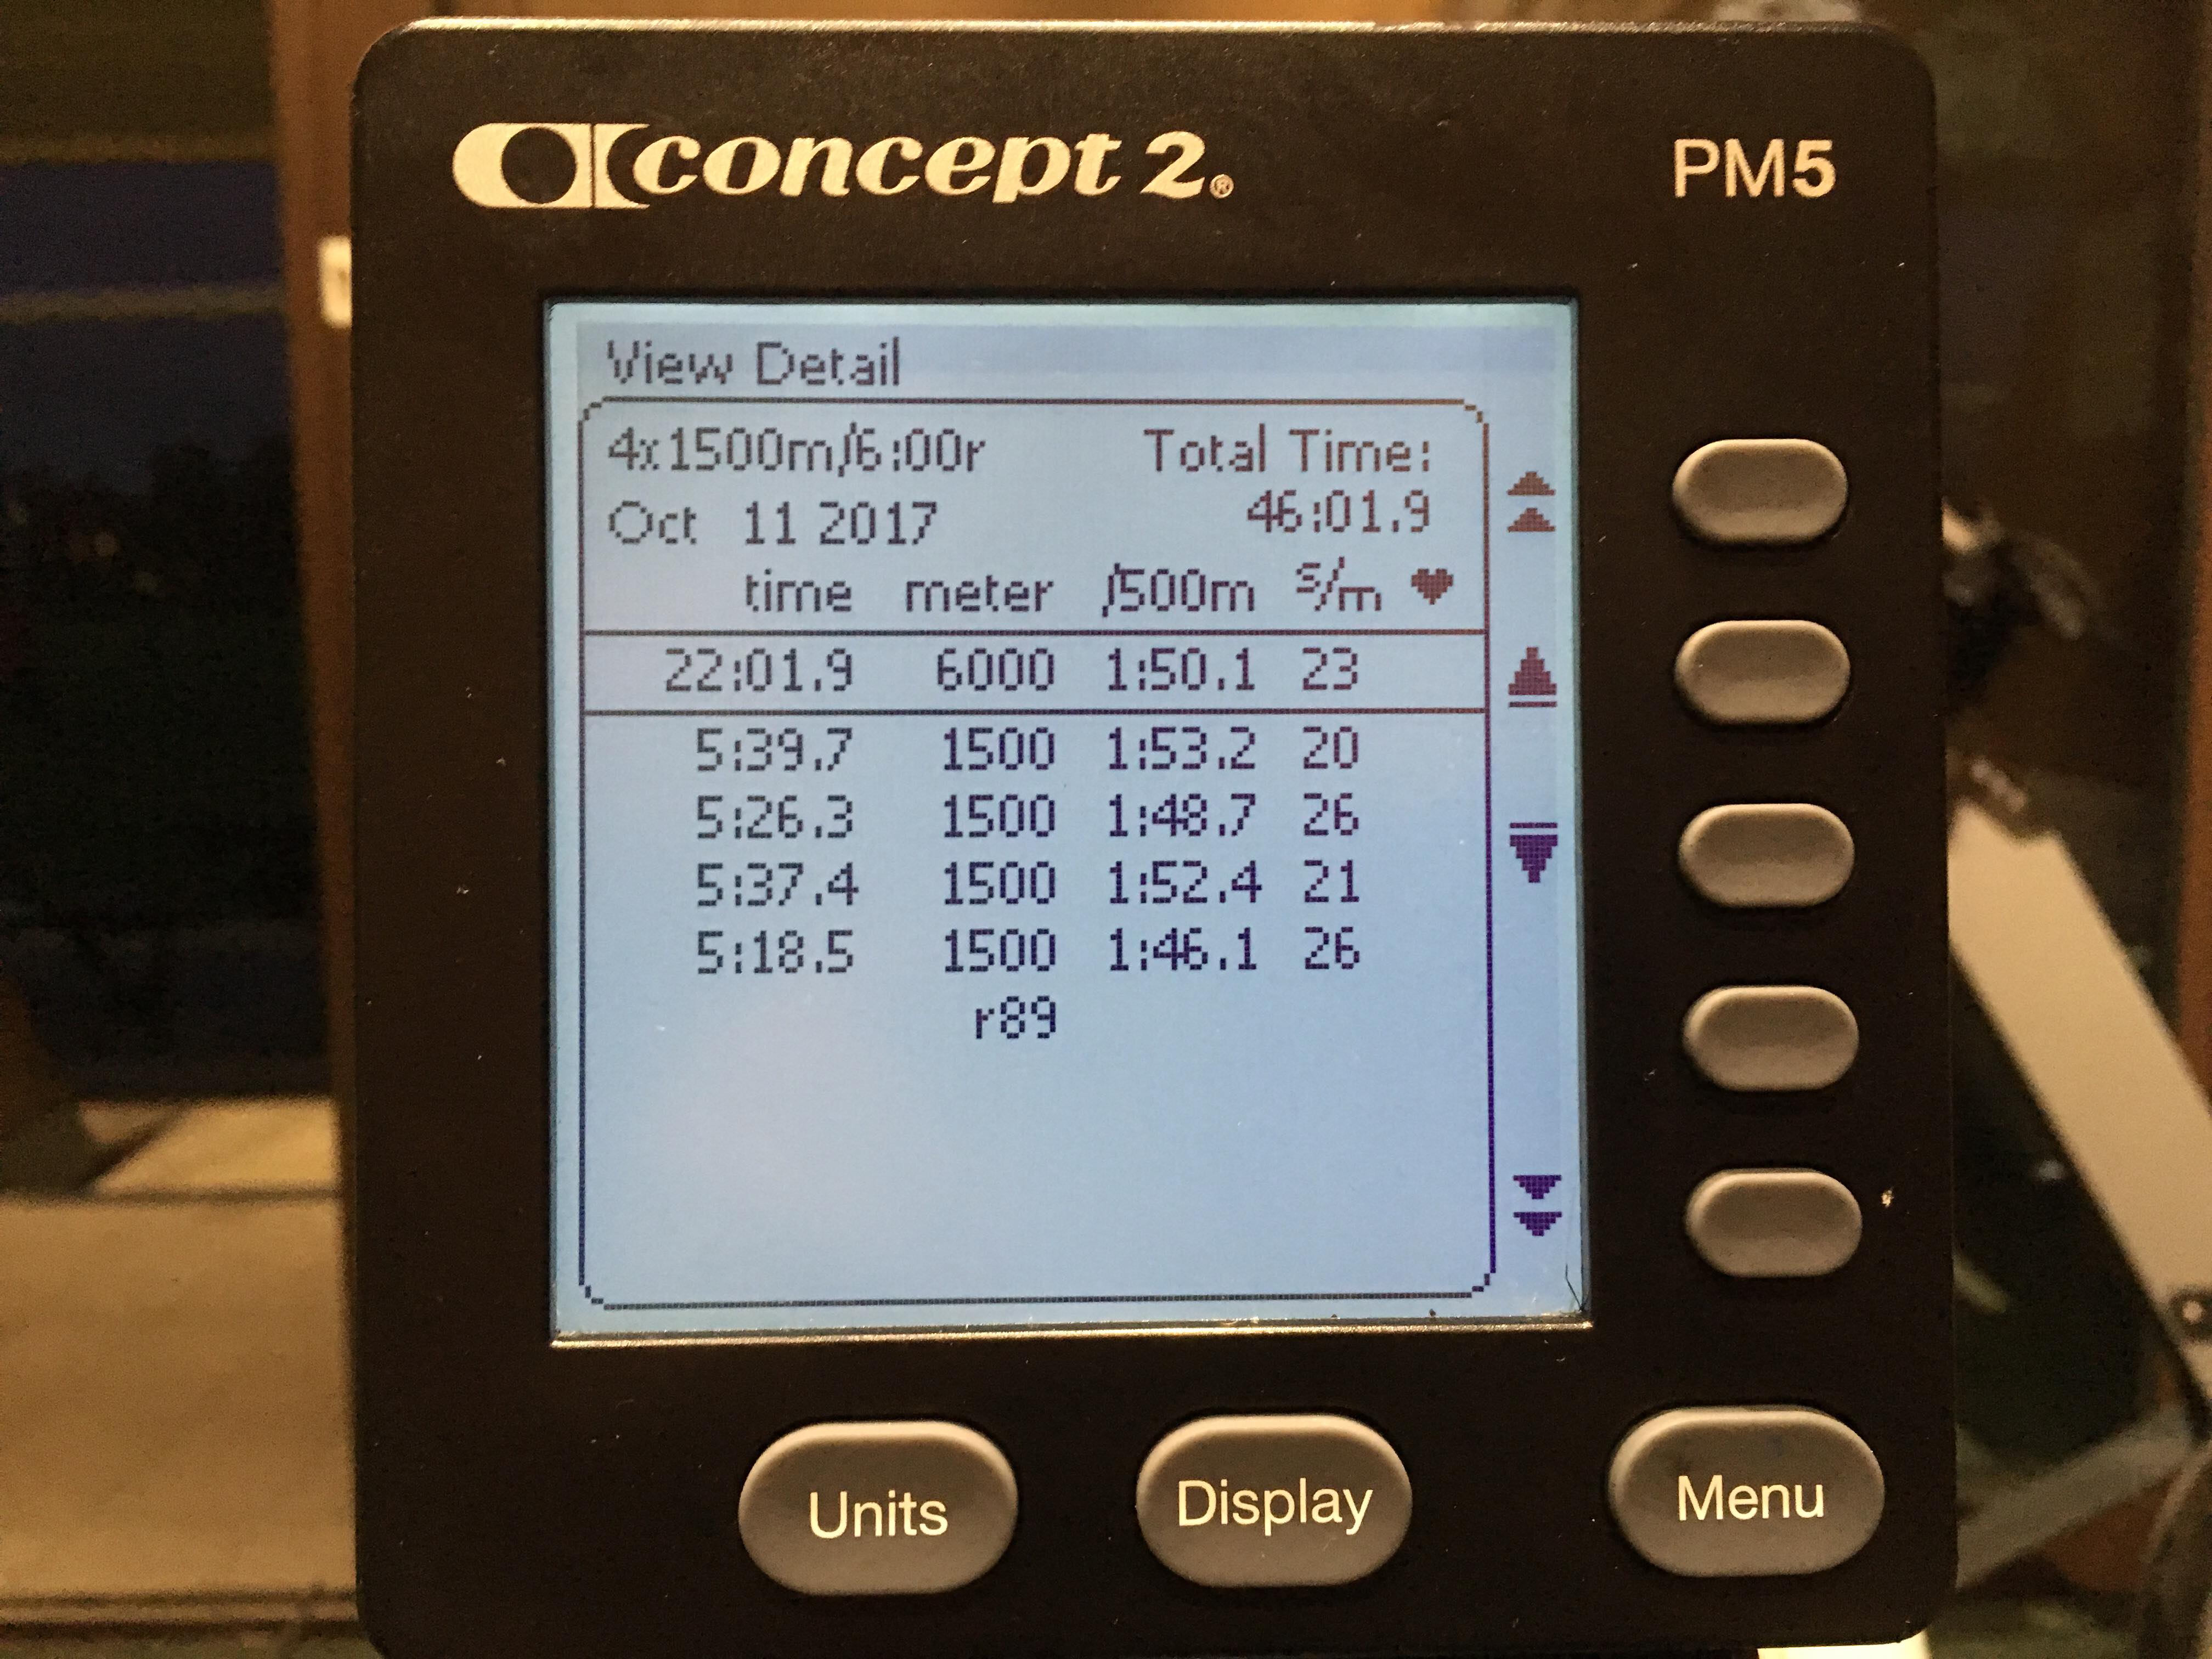 concept 2® PM5
View Detail
4x1500m/6:00r Total Time:
Oct 11 2017 46:01.9
time meter /500m s/m ♥
22:01.9 6000 1:50.1 23
5:39.7 1500 1:53.2 20
5:26.3 1500 1:48.7 26
5:37.4 1500 1:52.4 21
5:18.5 1500 1:46.1 26
r89
Units Display Menu